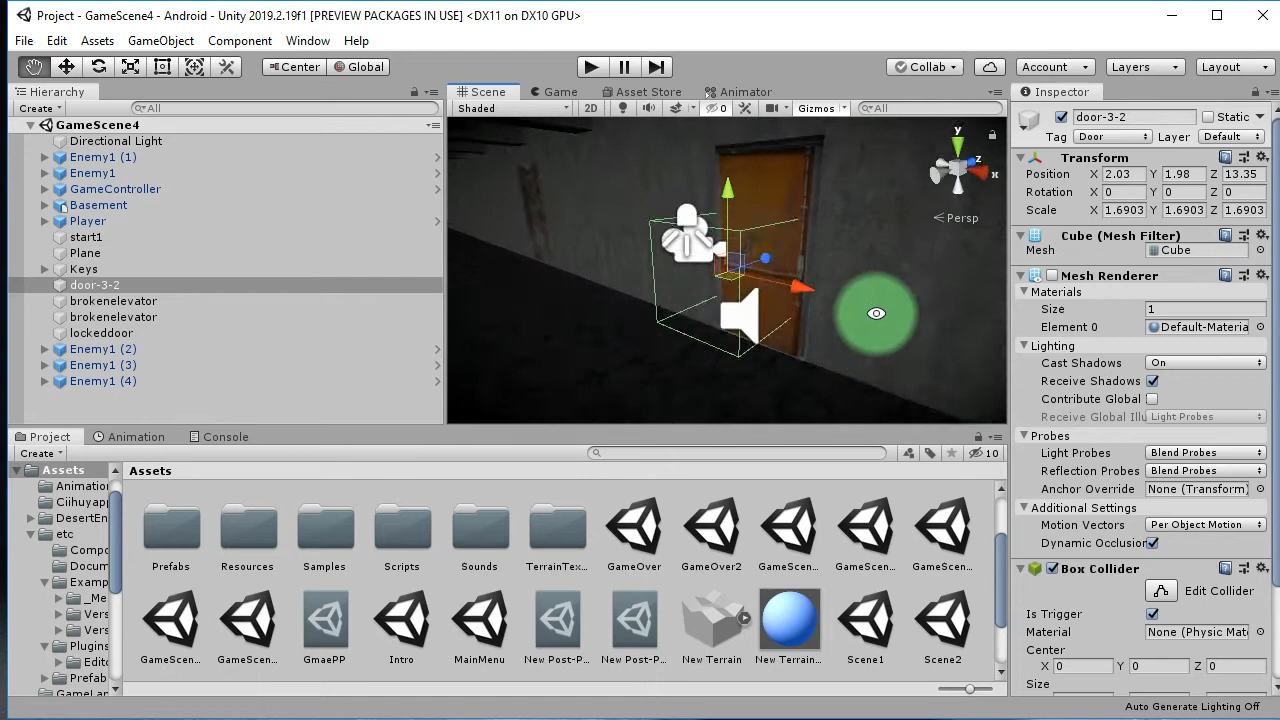 Project - GameScene4 - Android - Unity 2019.2.19f1 [PREVIEW PACKAGES IN USE] <DX11 on DX10 GPU>
File Edit Assets GameObject Component Window Help
Center Global Collab Account Layers Layout
Hierarchy
Create All
GameScene4
Directional Light
Enemy1 (1)
Enemy1
GameController
Basement
Player
start1
Plane
Keys
door-3-2
brokenelevator
brokenelevator
lockeddoor
Enemy1 (2)
Enemy1 (3)
Enemy1 (4)
Scene Game Asset Store Animator
Shaded 2D 0 Gizmos All
y
z
x
Persp
Inspector
door-3-2 Static
Tag Door Layer Default
Transform
Position X 2.03 Y 1.98 Z 13.35
Rotation X 0 Y 0 Z 0
Scale X 1.6903 Y 1.6903 Z 1.6903
Cube (Mesh Filter)
Mesh Cube
Mesh Renderer
Materials
Size 1
Element 0 Default-Materia
Lighting
Cast Shadows On
Receive Shadows
Contribute Global
Receive Global Illu Light Probes
Probes
Light Probes Blend Probes
Reflection Probes Blend Probes
Anchor Override None (Transform)
Additional Settings
Motion Vectors Per Object Motion
Dynamic Occlusion
Box Collider
Edit Collider
Is Trigger
Material None (Physic Mat
Center
X 0 Y 0 Z 0
Size
Project Animation Console
Create 10
Assets
Animation
Ciihuyapp
DesertEn
etc
Compo
Docum
Examp
_Me
Vers
Vers
Plugins
Edito
Prefab
GameLan
Assets
Prefabs Resources Samples Scripts Sounds TerrainTex... GameOver GameOver2 GameScen... GameScen... GameScen...
GameScen... GameScen... GmaePP Intro MainMenu New Post-P... New Post-P... New Terrain New Terrain... Scene1 Scene2
Auto Generate Lighting Off